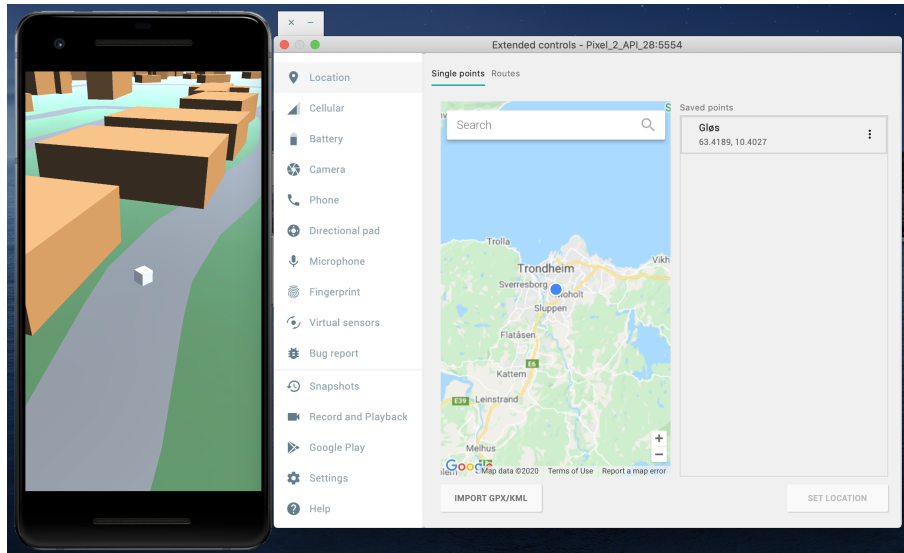 Extended controls - Pixel_2_API_28:5554
Location
Cellular
Battery
Camera
Phone
Directional pad
Microphone
Fingerprint
Virtual sensors
Bug report
Snapshots
Record and Playback
Google Play
Settings
Help
Single points Routes
Search
Trolla
Trondheim
Vikh
Sverresborg
oholt
Sluppen
Flatåsen
E6
Kattem
E39 Leinstrand
Melhus
Google
Map data ©2020 Terms of Use Report a map error
+
−
IMPORT GPX/KML
Saved points
Gløs
63.4189, 10.4027
SET LOCATION